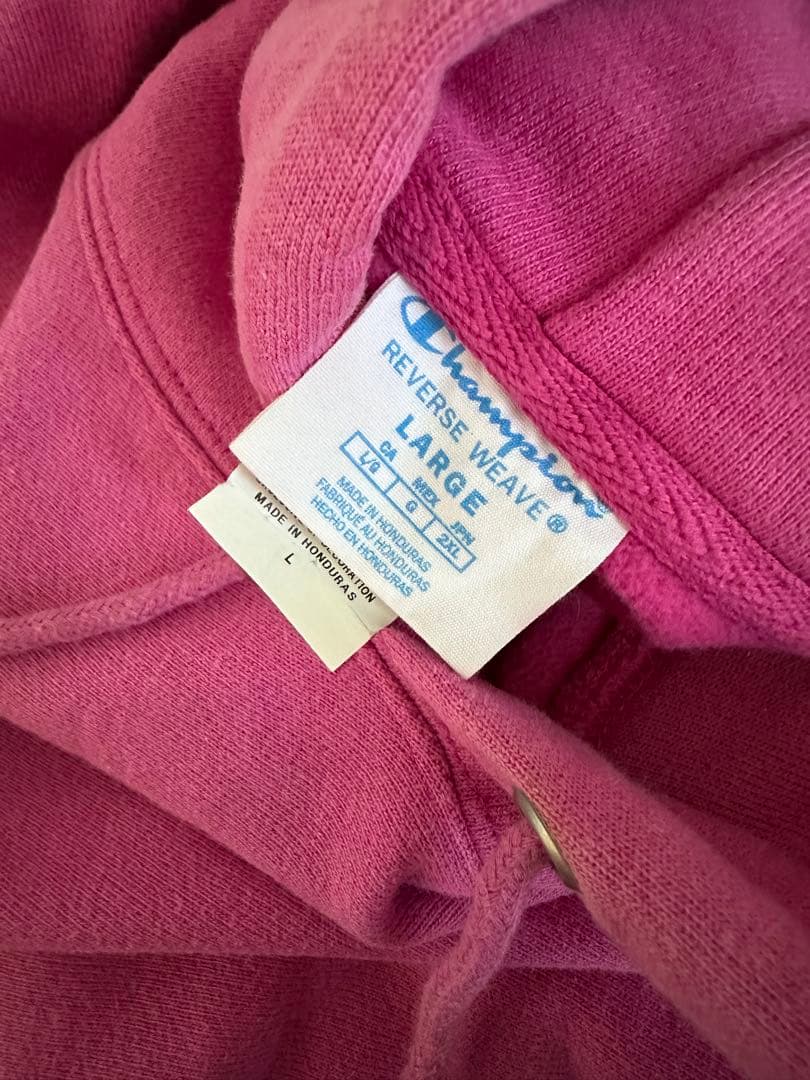 Champion
REVERSE WEAVE®
LARGE
CA MEX JPN
L/G G 2XL
MADE IN HONDURAS
FABRIQUÉ AU HONDURAS
HECHO EN HONDURAS
MADE IN HONDURAS
L